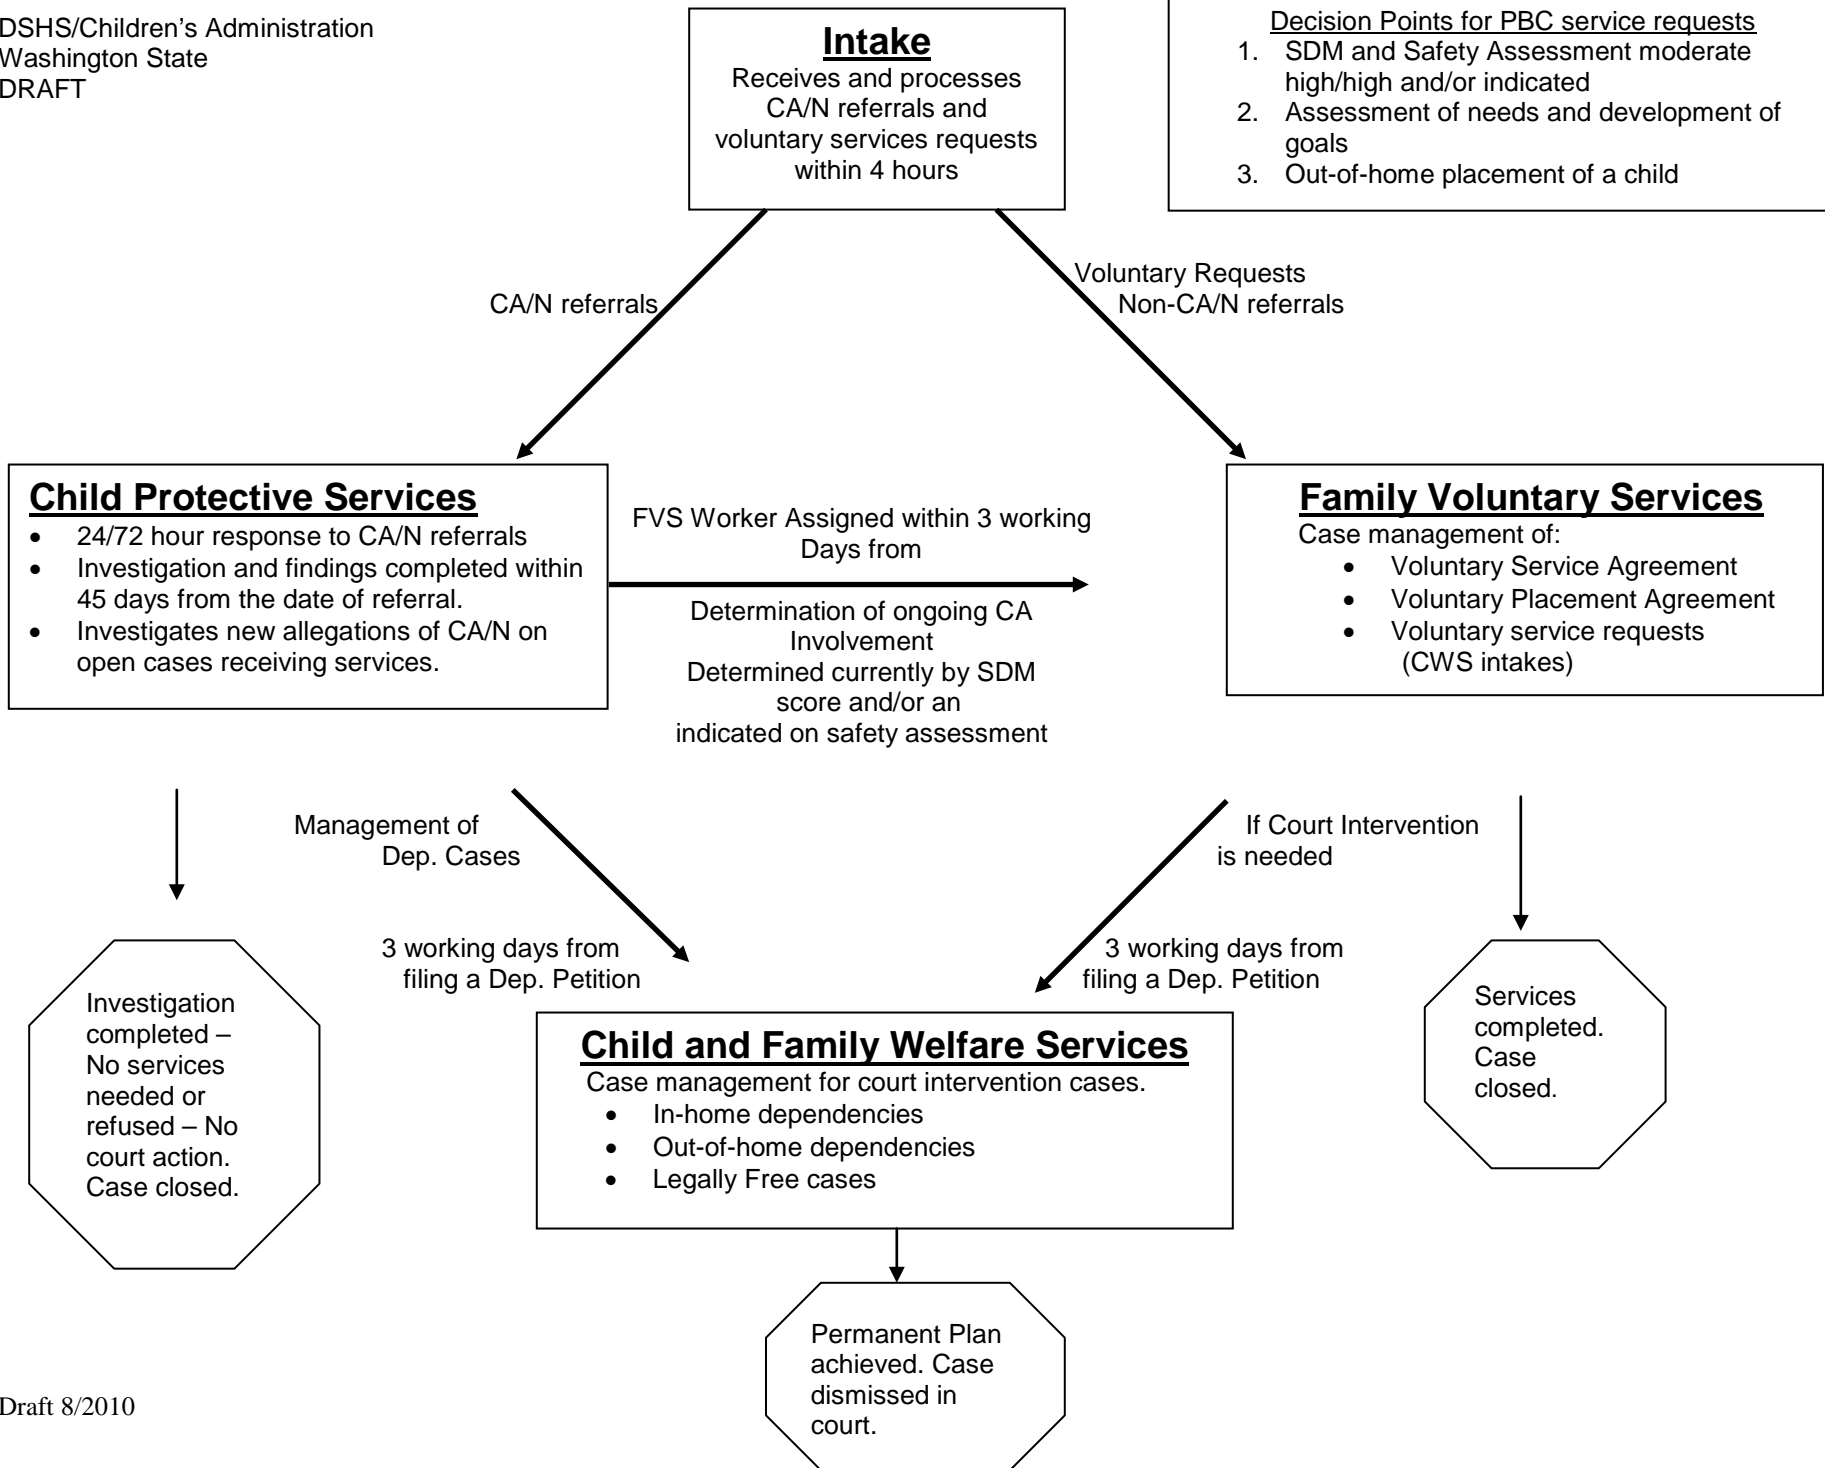 DSHS/Children's Administration
Washington State
DRAFT
Intake
Receives and processes
CA/N referrals and
voluntary services requests
within 4 hours
Decision Points for PBC service requests
1. SDM and Safety Assessment moderate
high/high and/or indicated
2. Assessment of needs and development of
goals
3. Out-of-home placement of a child
CA/N referrals
Voluntary Requests
Non-CA/N referrals
Child Protective Services
• 24/72 hour response to CA/N referrals
• Investigation and findings completed within
45 days from the date of referral.
• Investigates new allegations of CA/N on
open cases receiving services.
FVS Worker Assigned within 3 working
Days from
Determination of ongoing CA
Involvement
Determined currently by SDM
score and/or an
indicated on safety assessment
Family Voluntary Services
Case management of:
• Voluntary Service Agreement
• Voluntary Placement Agreement
• Voluntary service requests
(CWS intakes)
Management of
Dep. Cases
3 working days from
filing a Dep. Petition
If Court Intervention
is needed
3 working days from
filing a Dep. Petition
Investigation
completed –
No services
needed or
refused – No
court action.
Case closed.
Child and Family Welfare Services
Case management for court intervention cases.
• In-home dependencies
• Out-of-home dependencies
• Legally Free cases
Services
completed.
Case
closed.
Permanent Plan
achieved. Case
dismissed in
court.
Draft 8/2010